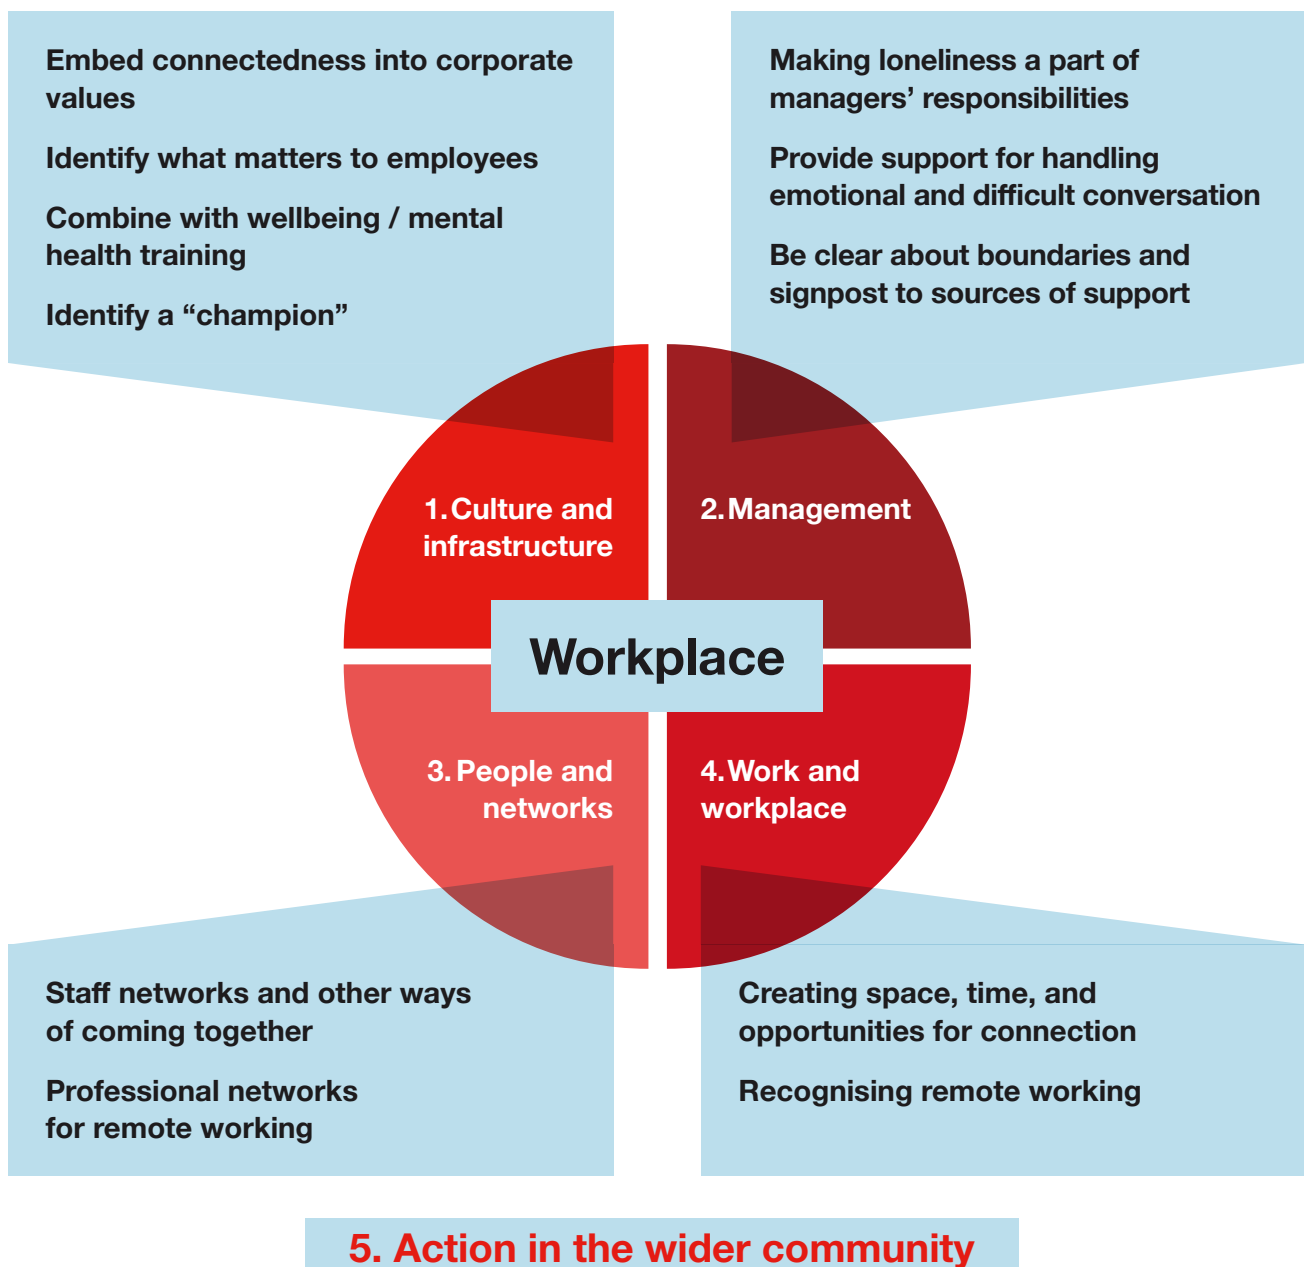 Embed connectedness into corporate
values
Identify what matters to employees
Combine with wellbeing / mental
health training
Identify a “champion”
Making loneliness a part of
managers’ responsibilities
Provide support for handling
emotional and difficult conversation
Be clear about boundaries and
signpost to sources of support
1. Culture and
infrastructure
2. Management
Workplace
3. People and
networks
4. Work and
workplace
Staff networks and other ways
of coming together
Professional networks
for remote working
Creating space, time, and
opportunities for connection
Recognising remote working
5. Action in the wider community